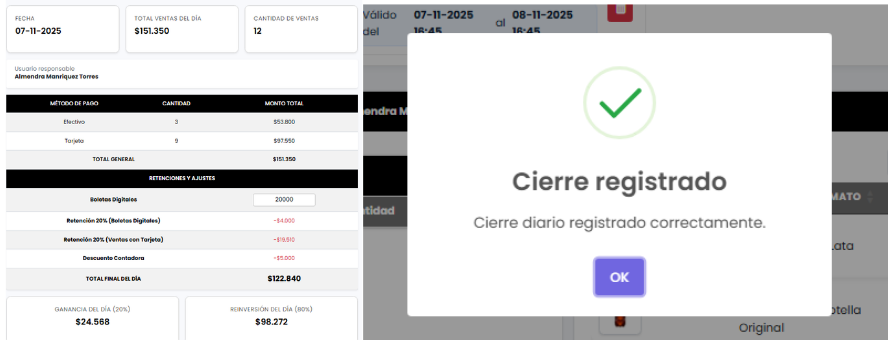 FECHA
07-11-2025
TOTAL VENTAS DEL DÍA
$151.350
CANTIDAD DE VENTAS
12
Usuario responsable
Almendra Manríquez Torres
MÉTODO DE PAGO CANTIDAD MONTO TOTAL
Efectivo 3 $53.800
Tarjeta 9 $97.550
TOTAL GENERAL $151.350
RETENCIONES Y AJUSTES
Boletas Digitales 20000
Retención 20% (Boletas Digitales) -$4.000
Retención 20% (Ventas con Tarjeta) -$19.510
Descuento Contadora -$5.000
TOTAL FINAL DEL DÍA $122.840
GANANCIA DEL DÍA (20%)
$24.568
REINVERSIÓN DEL DÍA (80%)
$98.272
Válido del 07-11-2025 16:45 al 08-11-2025 16:45
endra M
tidad
MATO
Lata
otella
Original
Cierre registrado
Cierre diario registrado correctamente.
OK